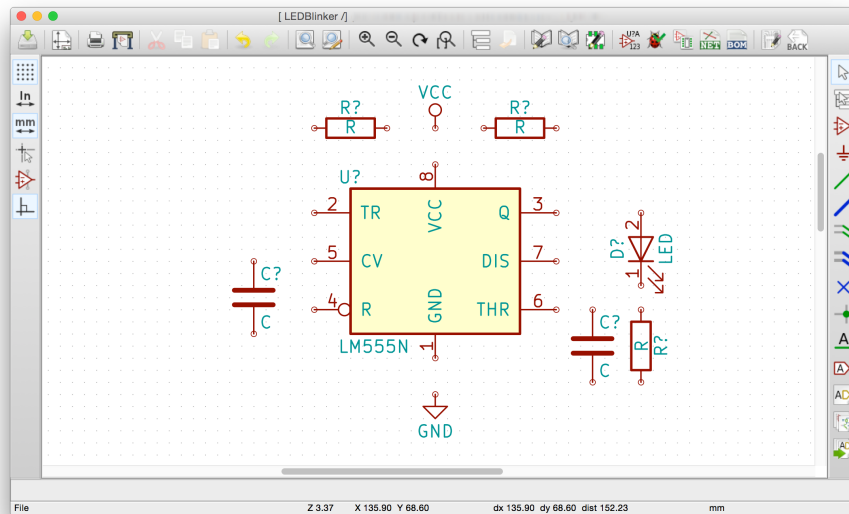 [ LEDBlinker /]
U?A
123
NET
BOM
BACK
In
mm
VCC
R?
R
R?
R
U?
8
2
TR
VCC
Q
3
5
CV
DIS
7
4
R
GND
THR
6
LM555N
1
C?
C
D?
2
1
LED
C?
C
R
R?
GND
A
A
AD
AD
File
Z 3.37
X 135.90 Y 68.60
dx 135.90 dy 68.60 dist 152.23
mm